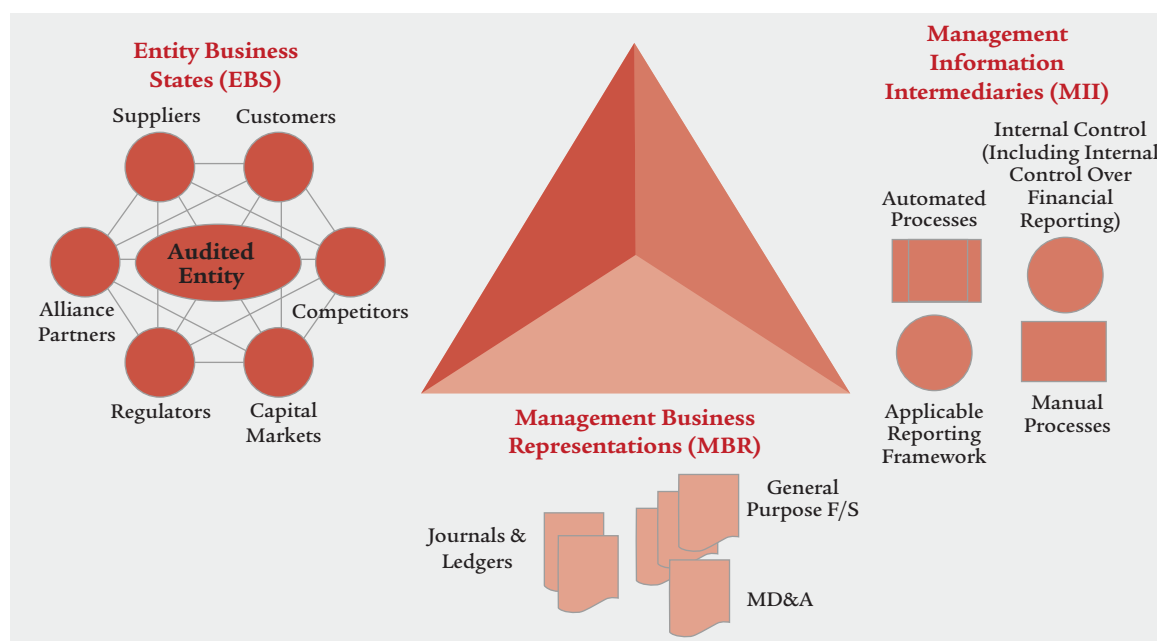 Entity Business
States (EBS)
Suppliers
Customers
Audited
Entity
Alliance
Partners
Competitors
Regulators
Capital
Markets
Management
Information
Intermediaries (MII)
Internal Control
(Including Internal
Control Over
Financial
Reporting)
Automated
Processes
Applicable
Reporting
Framework
Manual
Processes
Management Business
Representations (MBR)
General
Purpose F/S
Journals &
Ledgers
MD&A